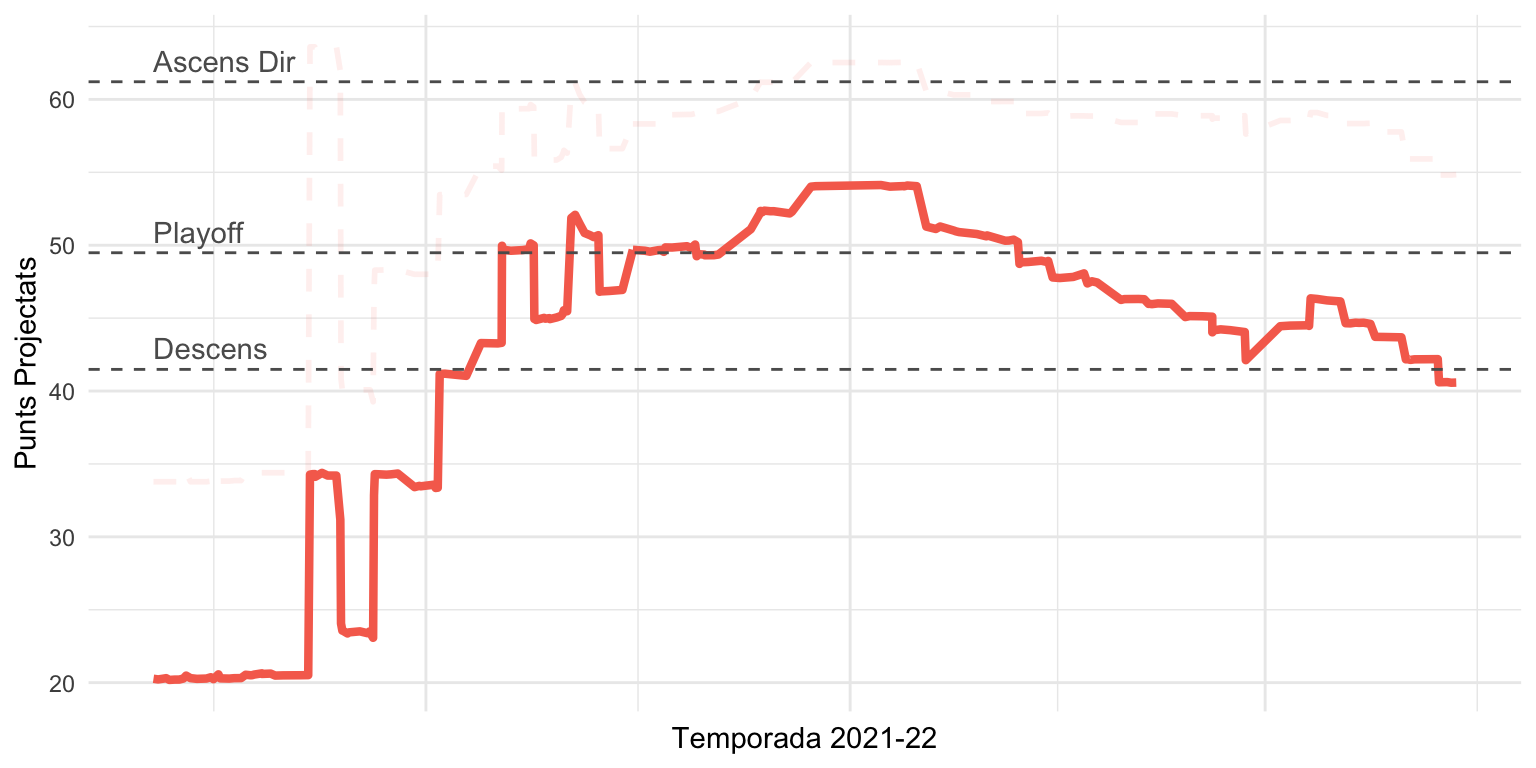 Ascens Dir
60
Playoff
50
Descens
40
30
20
Punts Projectats
Temporada 2021-22